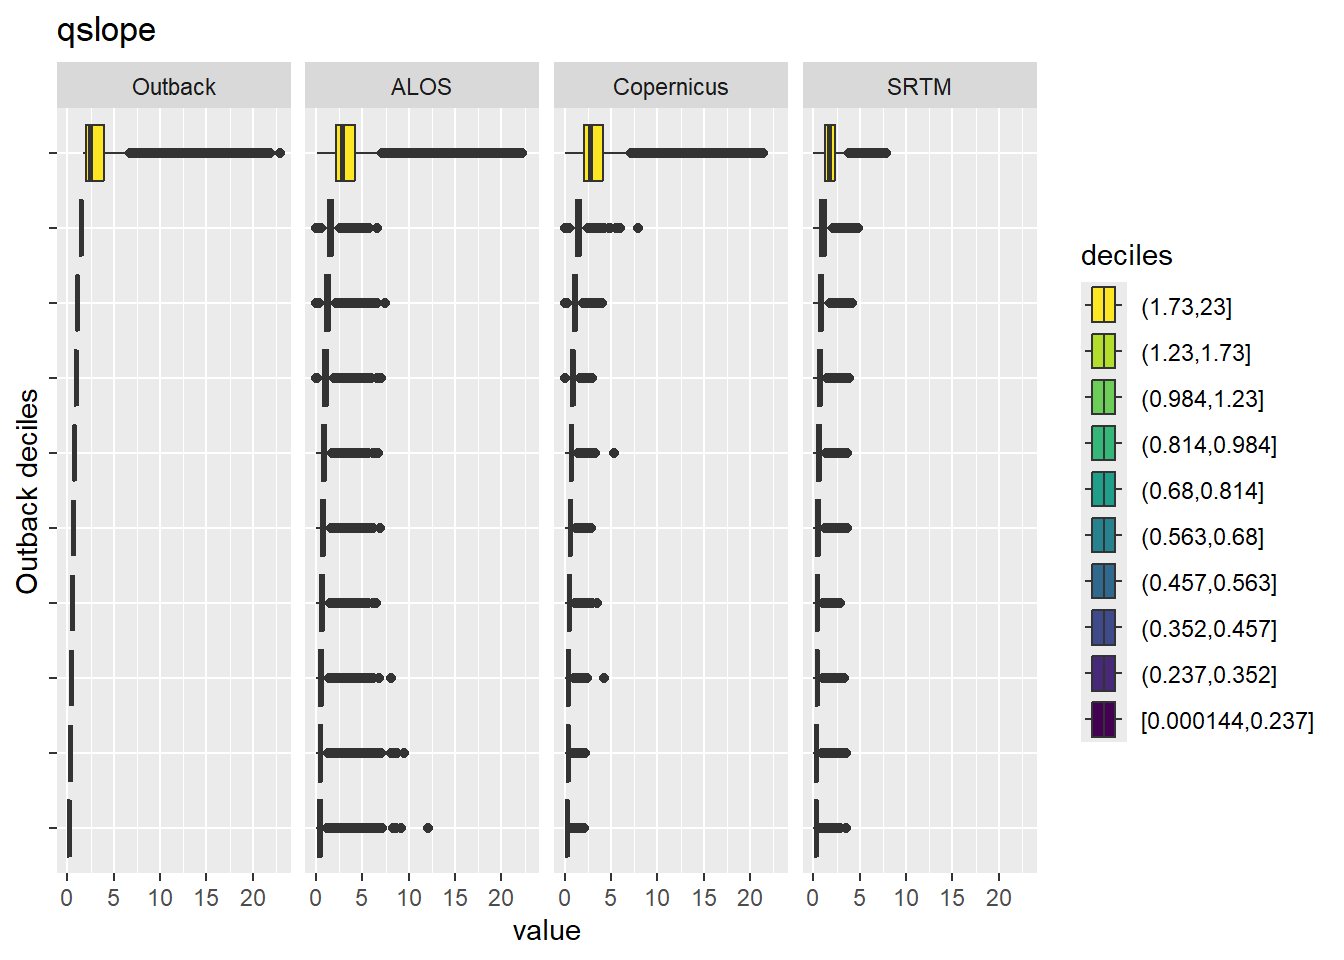 qslope
Outback ALOS Copernicus SRTM
Outback deciles
0 5 10 15 20 0 5 10 15 20 0 5 10 15 20 0 5 10 15 20
value
deciles
(1.73,23]
(1.23,1.73]
(0.984,1.23]
(0.814,0.984]
(0.68,0.814]
(0.563,0.68]
(0.457,0.563]
(0.352,0.457]
(0.237,0.352]
[0.000144,0.237]